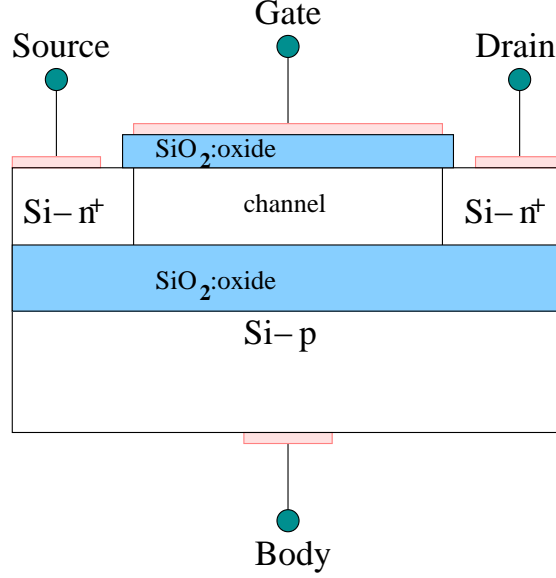 Gate
Source
Drain
SiO₂:oxide
Si–n⁺
channel
Si–n⁺
SiO₂:oxide
Si–p
Body